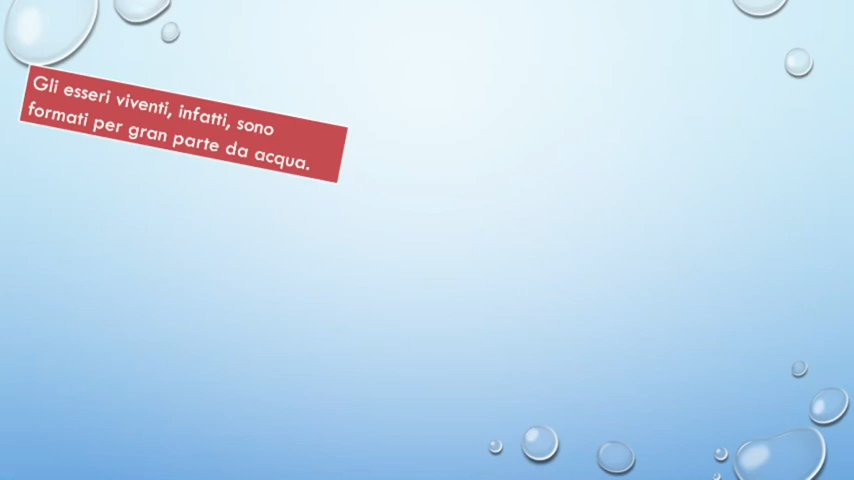 Gli esseri viventi, infatti, sono
formati per gran parte da acqua.